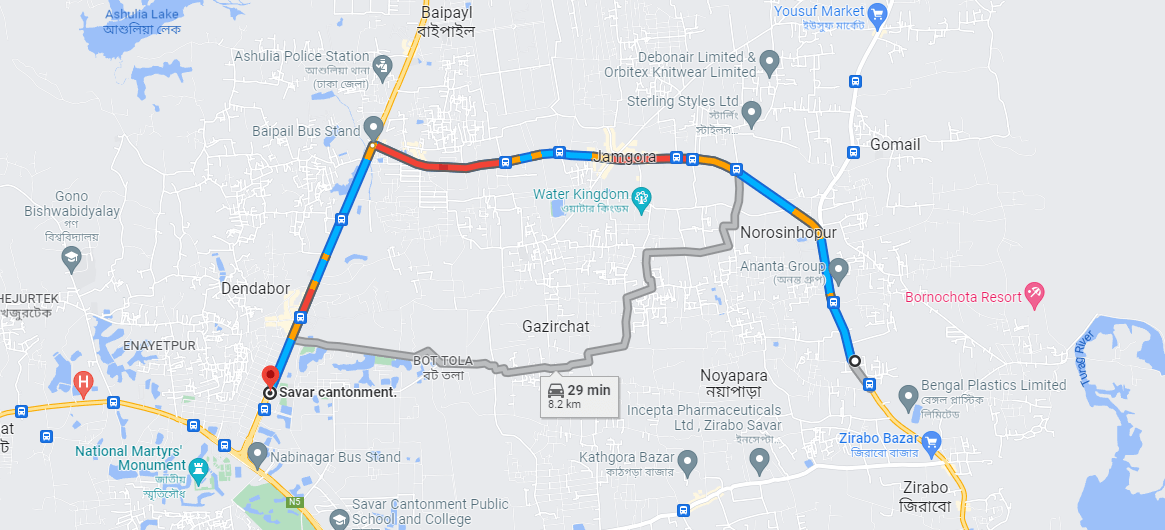 Ashulia Lake
আশুলিয়া লেক
Baipayl
বাইপাইল
Yousuf Market
ইউসুফ মার্কেট
Ashulia Police Station
আশুলিয়া থানা
(ঢাকা জেলা)
Debonair Limited &
Orbitex Knitwear Limited
Sterling Styles Ltd
স্টার্লিং
স্টাইলস..
Baipail Bus Stand
Jamgora
Gomail
Gono
Bishwabidyalay
গণ
বিশ্ববিদ্যালয়
Water Kingdom
ওয়াটার কিংডম
Norosinhopur
Ananta Group
(অনন্ত গ্রুপ)
Bornochota Resort
Dendabor
HEJURTEK
খেজুরটেক
Gazirchat
ENAYETPUR
BOT TOLA
বট তলা
Turag River
29 min
8.2 km
Savar cantonment.
Noyapara
নয়াপাড়া
Bengal Plastics Limited
বেঙ্গল প্লাস্টিক
লিমিটেড
H
Incepta Pharmaceuticals
Ltd , Zirabo Savar
ইনসেপ্টা.
Zirabo Bazar
জিরাবো বাজার
at
National Martyrs'
Monument
জাতীয়
স্মৃতিসৌধ
Nabinagar Bus Stand
Kathgora Bazar
কাঠগড়া বাজার
Zirabo
জিরাবো
N5
Savar Cantonment Public
Schoolland College